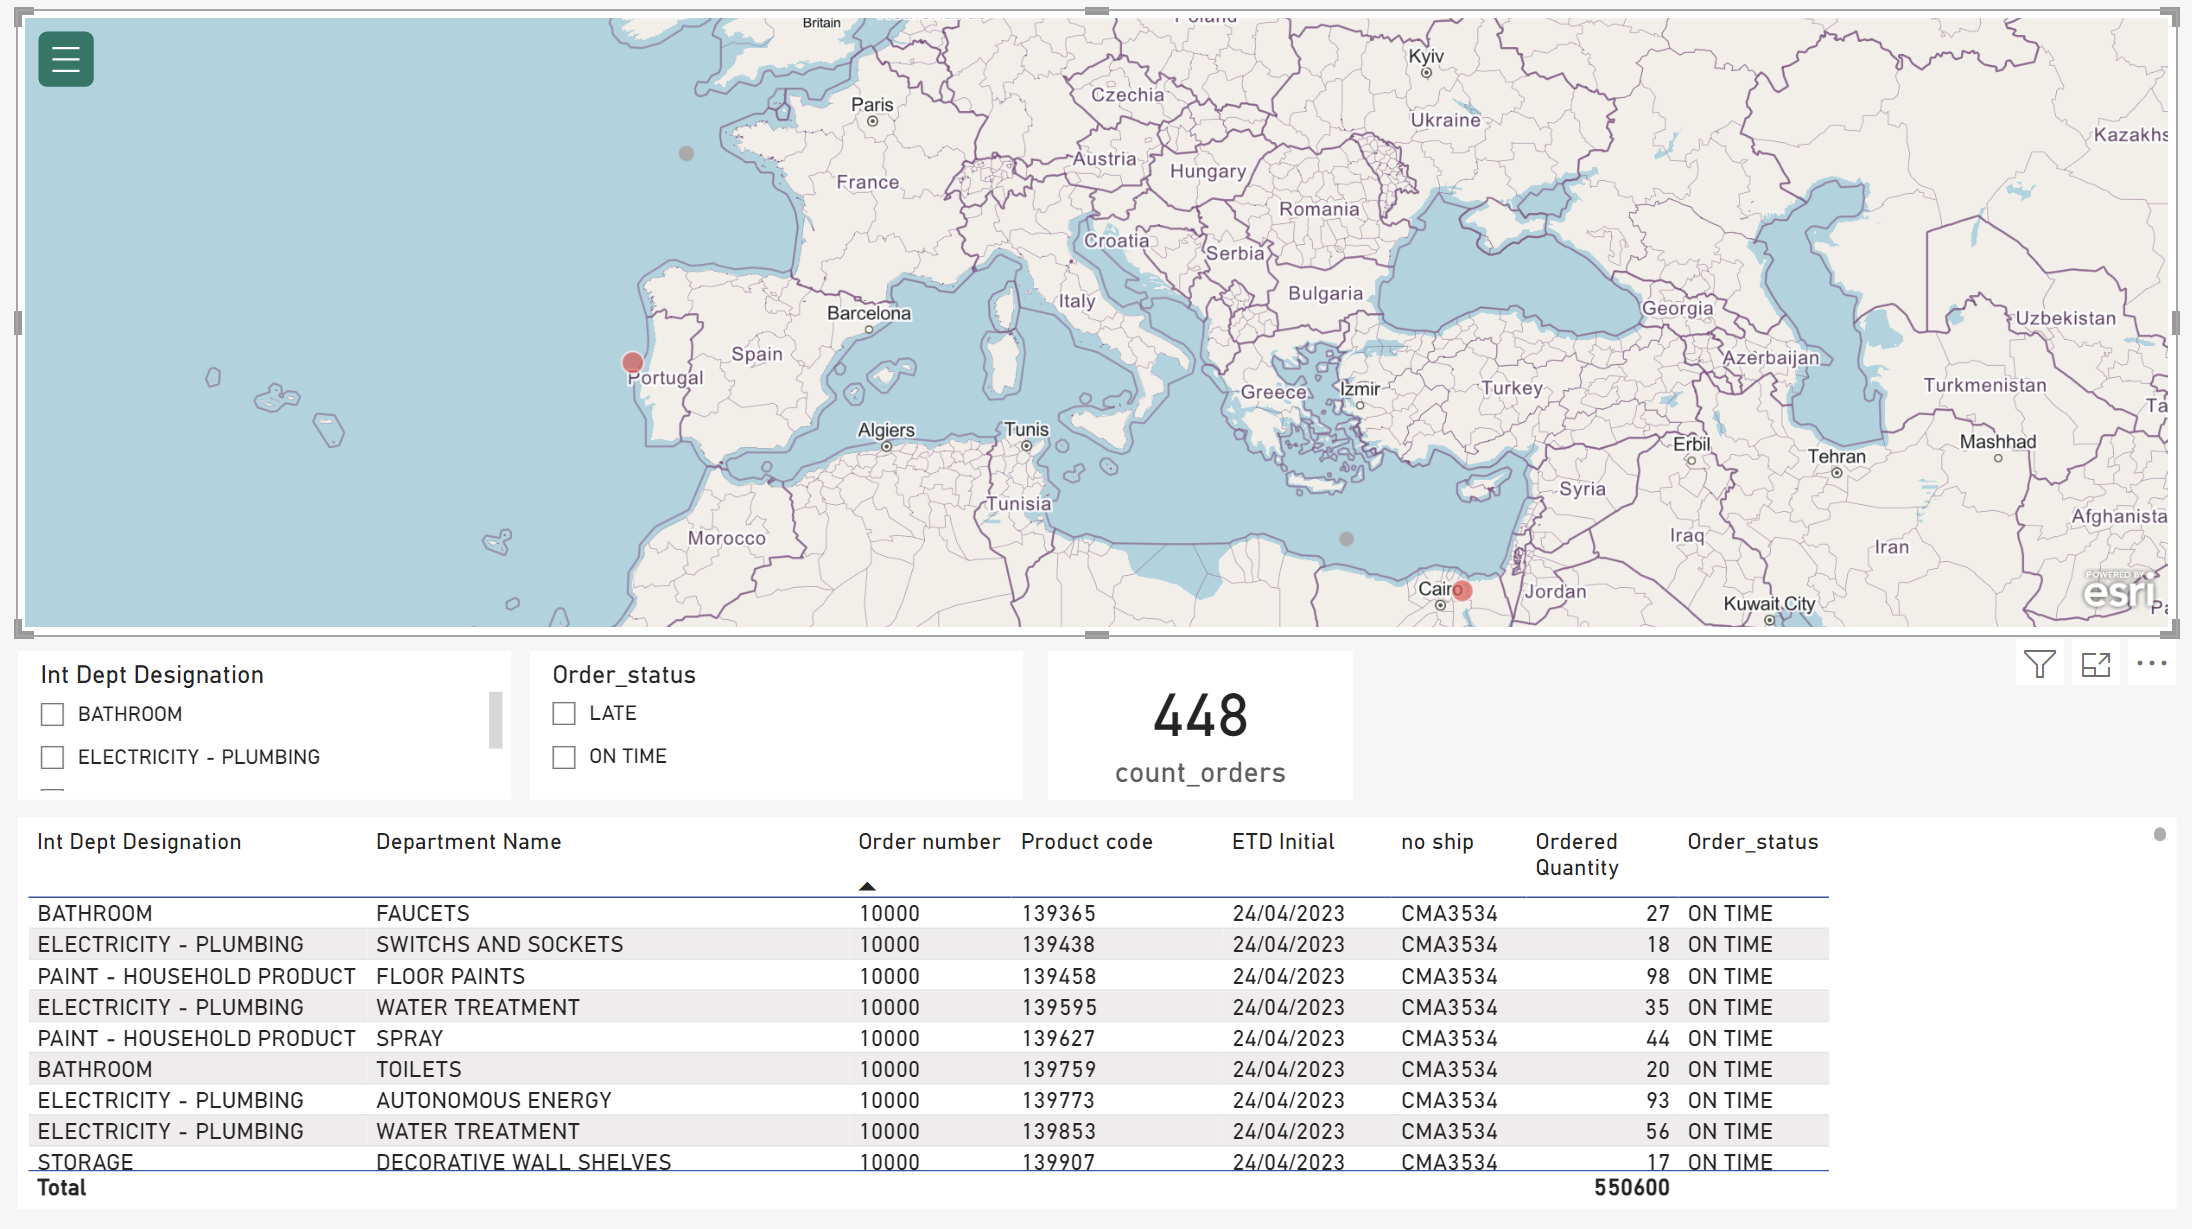 Britain
Kyiv
Paris
Czechia
Ukraine
Kazakhs
Austria
Hungary
France
Romania
Croatia
Serbia
Bulgaria
Italy
Georgia
Barcelona
Uzbekistan
Spain
Azerbaijan
Portugal
Greece
Izmir
Turkey
Turkmenistan
Ta
Algiers
Tunis
Erbil
Mashhad
Tehran
Syria
Tunisia
Afghanista
Morocco
Iraq
Iran
POWERED BY
esri
Cairo
Jordan
Kuwait City
Int Dept Designation
BATHROOM
ELECTRICITY - PLUMBING
Order_status
LATE
ON TIME
448
count_orders
Int Dept Designation Department Name Order number Product code ETD Initial no ship Ordered Quantity Order_status
BATHROOM FAUCETS 10000 139365 24/04/2023 CMA3534 27 ON TIME
ELECTRICITY - PLUMBING SWITCHS AND SOCKETS 10000 139438 24/04/2023 CMA3534 18 ON TIME
PAINT - HOUSEHOLD PRODUCT FLOOR PAINTS 10000 139458 24/04/2023 CMA3534 98 ON TIME
ELECTRICITY - PLUMBING WATER TREATMENT 10000 139595 24/04/2023 CMA3534 35 ON TIME
PAINT - HOUSEHOLD PRODUCT SPRAY 10000 139627 24/04/2023 CMA3534 44 ON TIME
BATHROOM TOILETS 10000 139759 24/04/2023 CMA3534 20 ON TIME
ELECTRICITY - PLUMBING AUTONOMOUS ENERGY 10000 139773 24/04/2023 CMA3534 93 ON TIME
ELECTRICITY - PLUMBING WATER TREATMENT 10000 139853 24/04/2023 CMA3534 56 ON TIME
STORAGE DECORATIVE WALL SHELVES 10000 139907 24/04/2023 CMA3534 17 ON TIME
Total 550600